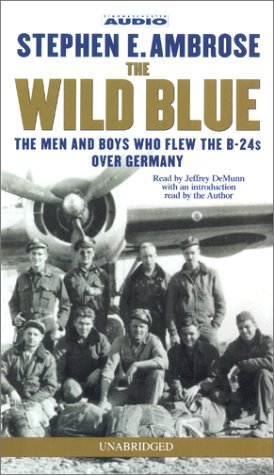 SIMON & SCHUSTER
AUDIO
STEPHEN E. AMBROSE
THE
WILD BLUE
THE MEN AND BOYS WHO FLEW THE B-24s
OVER GERMANY
Read by Jeffrey DeMunn
with an introduction
read by the Author
UNABRIDGED